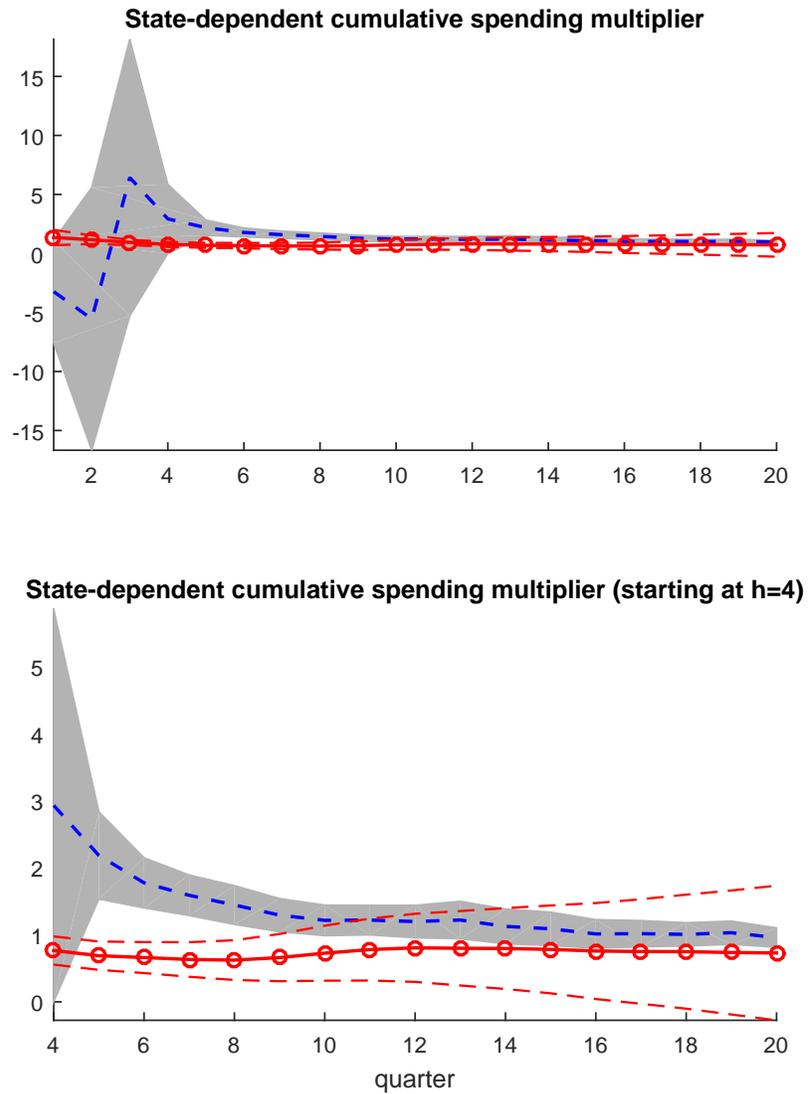 State-dependent cumulative spending multiplier
15
10
5
0
-5
-10
-15
2 4 6 8 10 12 14 16 18 20
State-dependent cumulative spending multiplier (starting at h=4)
5
4
3
2
1
0
4 6 8 10 12 14 16 18 20
quarter